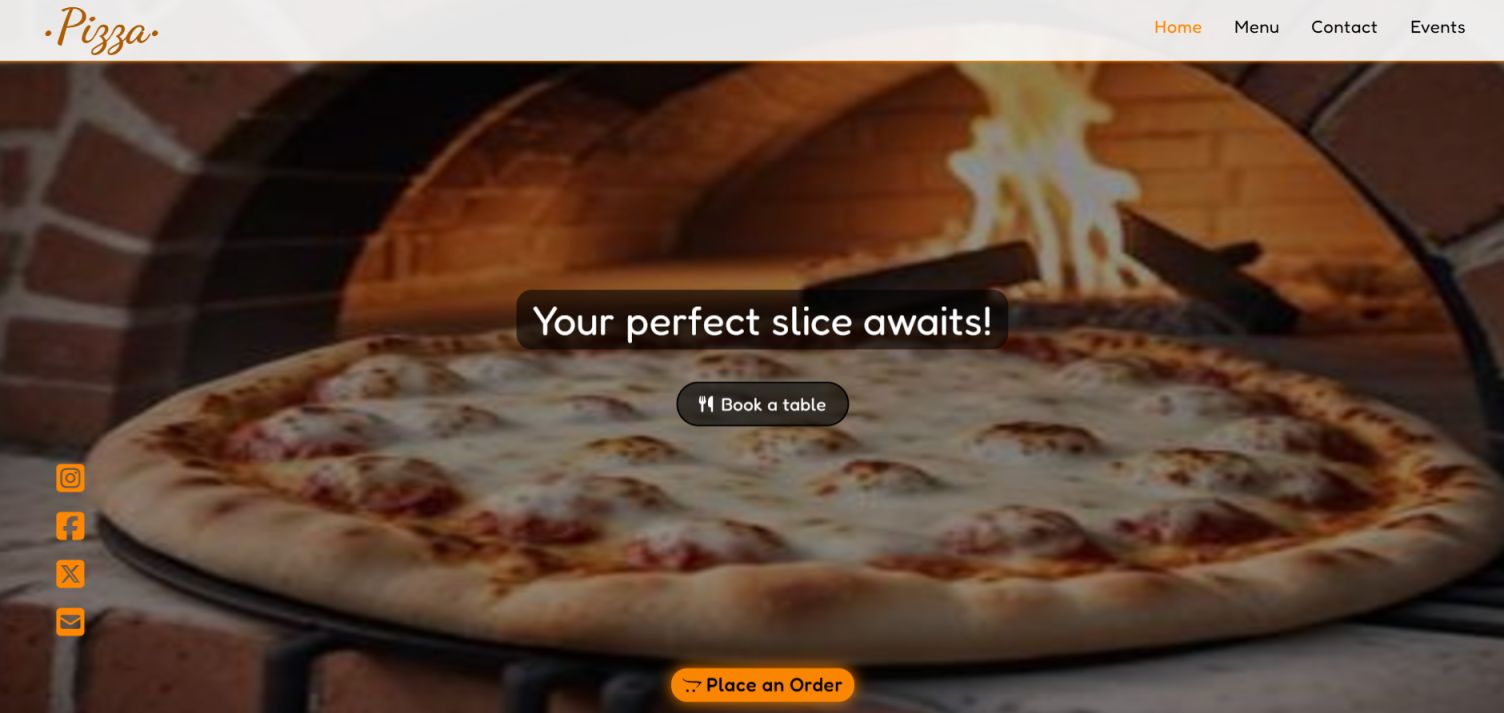 ·Pizza·
Home
Menu
Contact
Events
Your perfect slice awaits!
Book a table
Place an Order